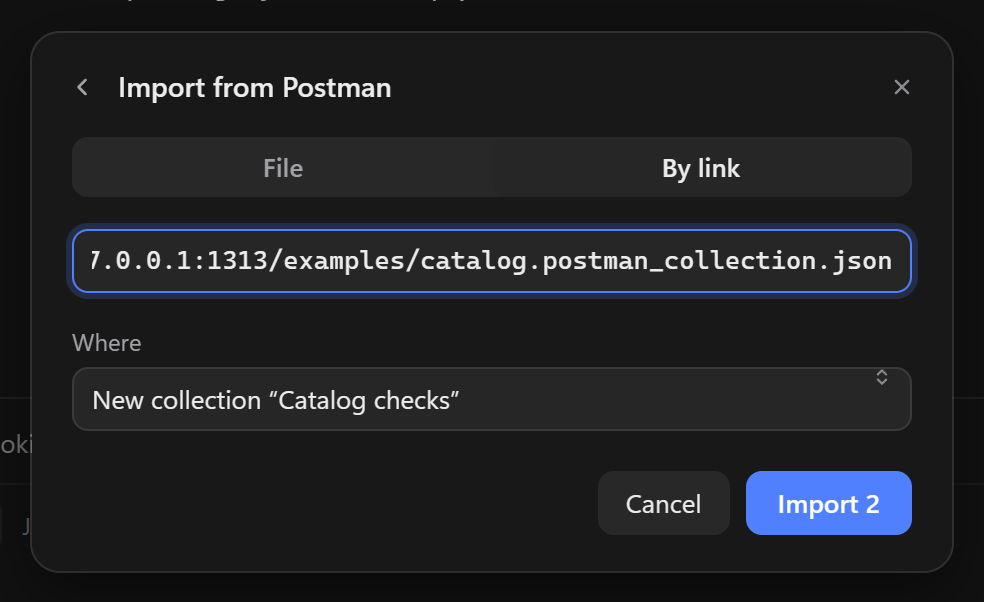 Import from Postman
File
By link
7.0.0.1:1313/examples/catalog.postman_collection.json
Where
New collection “Catalog checks”
Cancel
Import 2